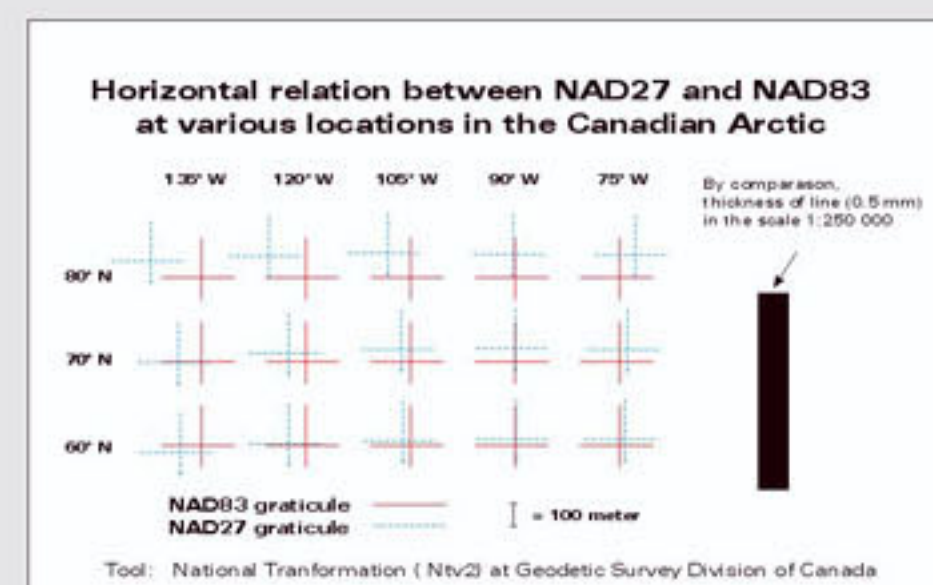 Horizontal relation between NAD27 and NAD83
at various locations in the Canadian Arctic
135° W 120° W 105° W 90° W 75° W
By comparason,
thickness of line (0.5 mm)
in the scale 1:250 000
80° N
70° N
60° N
NAD83 graticule
NAD27 graticule
= 100 meter
Tool: National Tranformation ( Ntv2) at Geodetic Survey Division of Canada